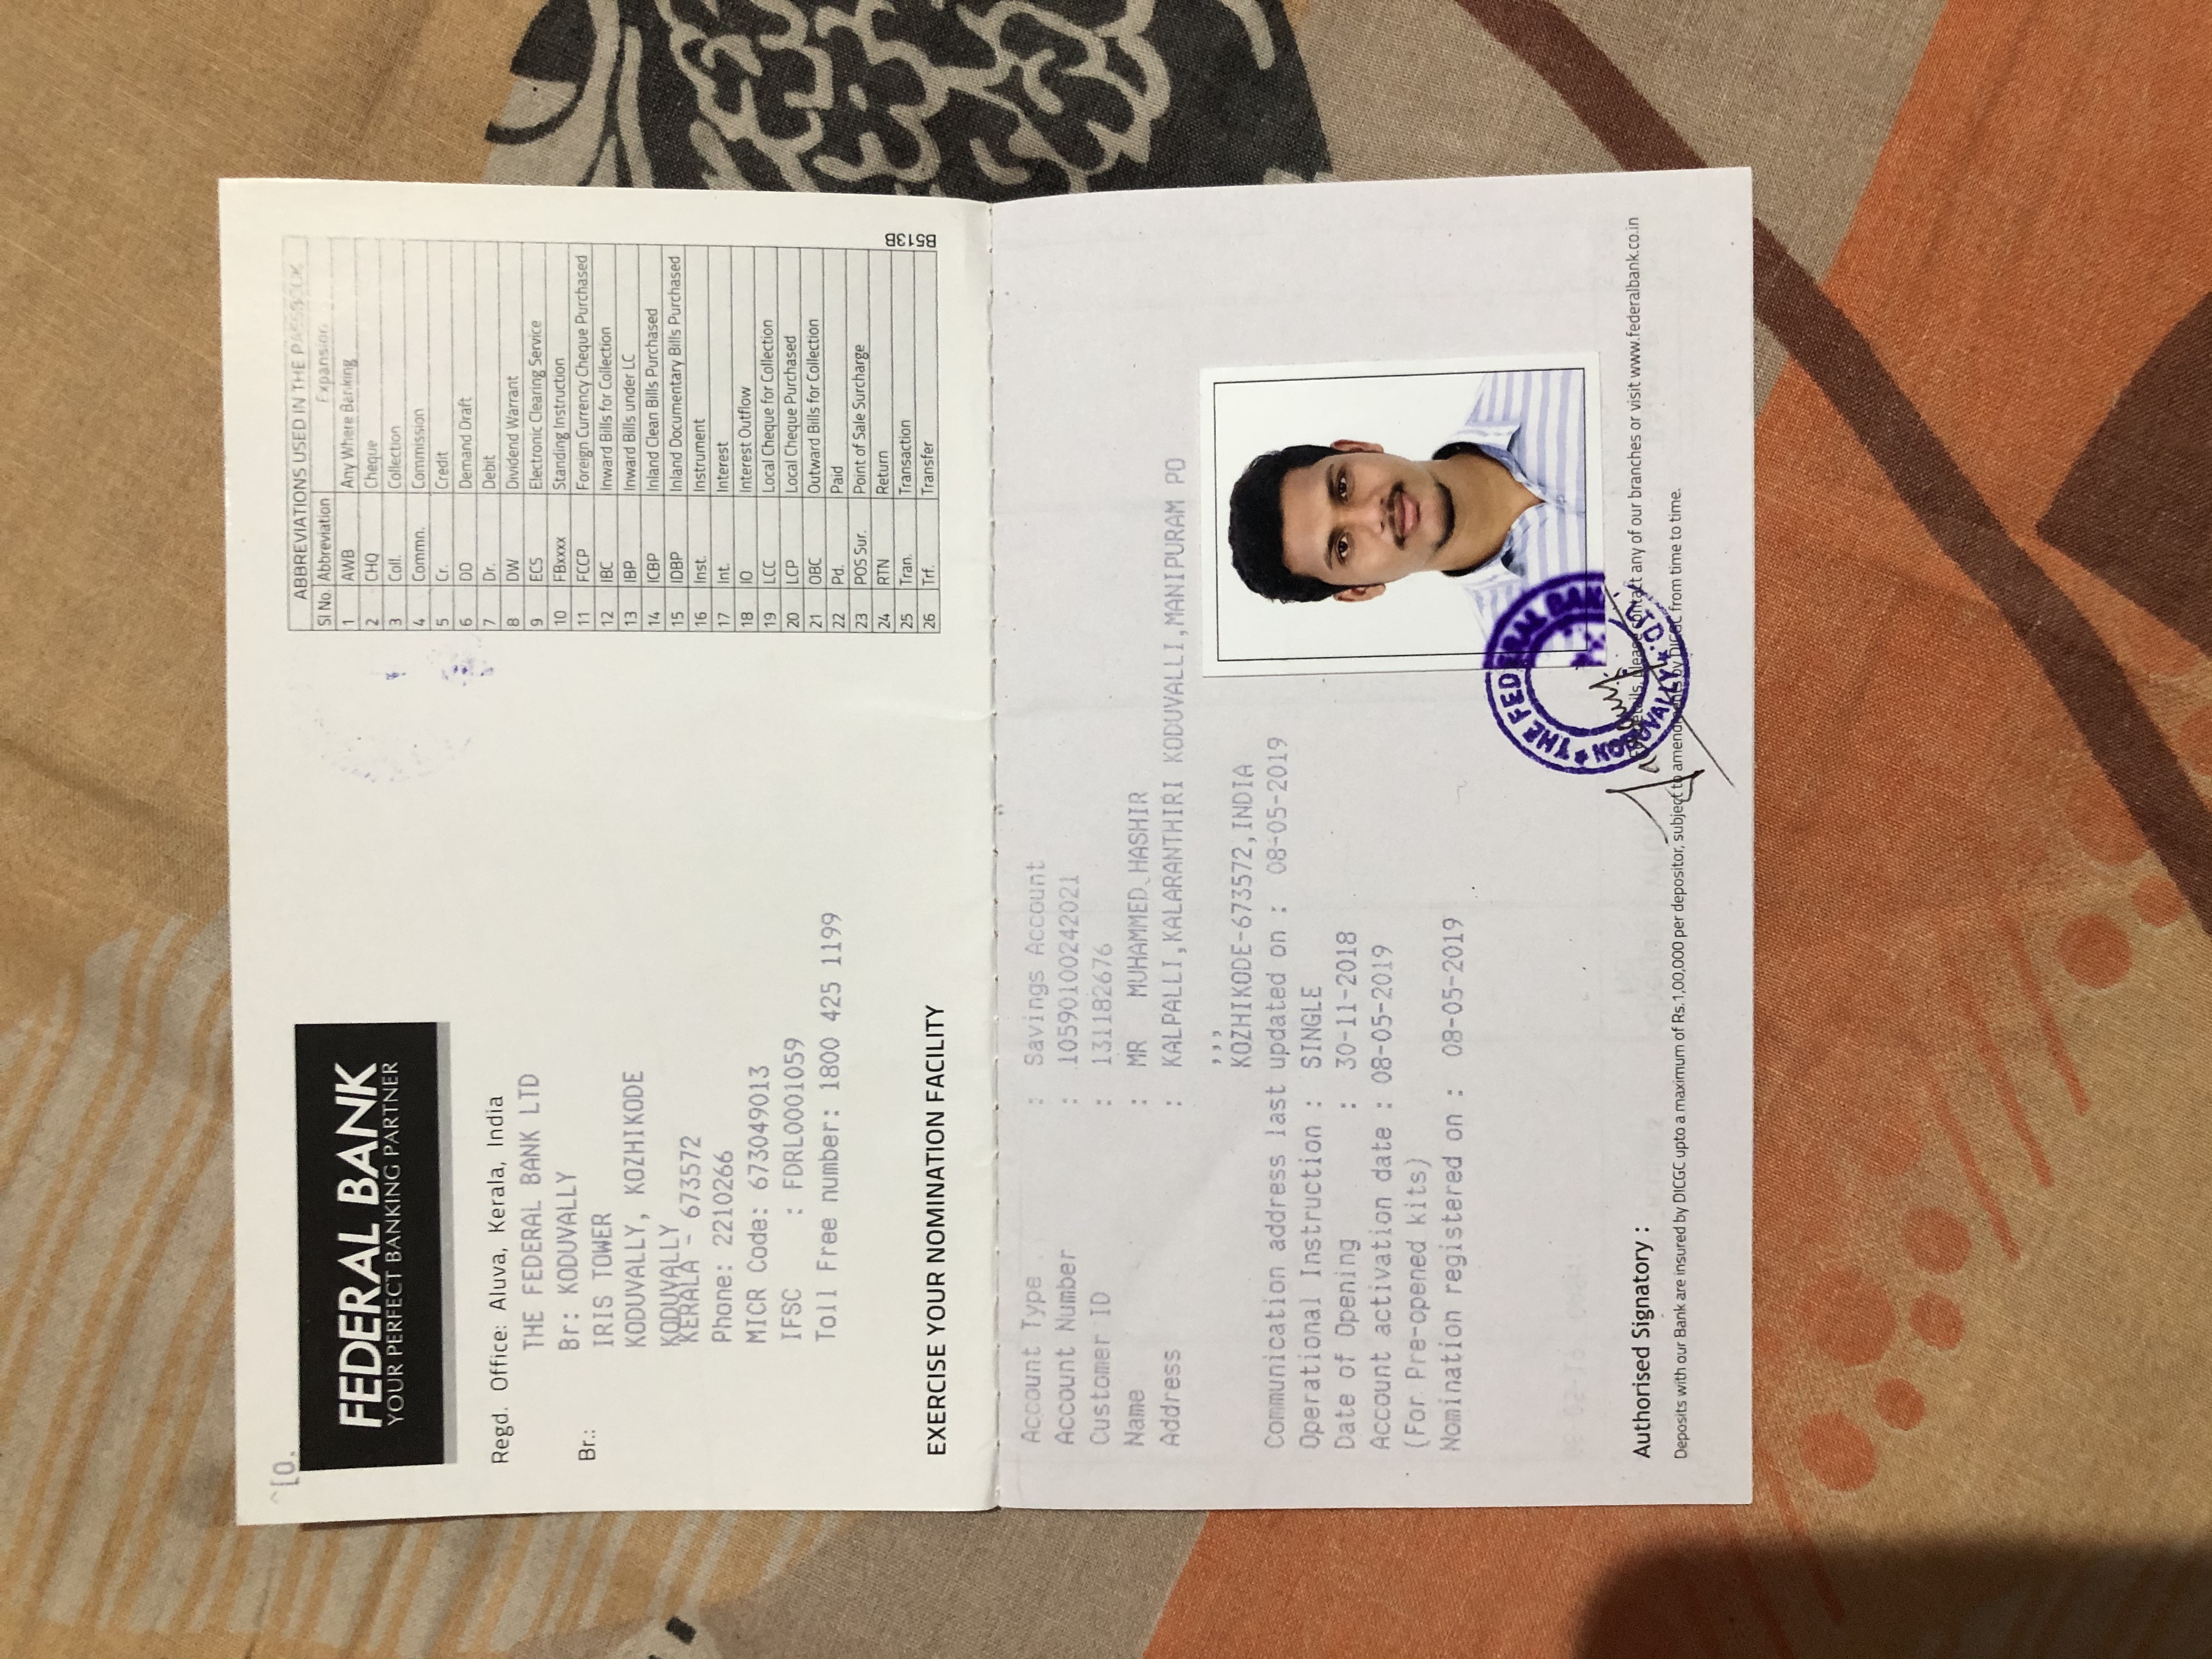 ^[0.
FEDERAL BANK
YOUR PERFECT BANKING PARTNER
Regd. Office: Aluva, Kerala, India
THE FEDERAL BANK LTD
Br.: Br: KODUVALLY
IRIS TOWER
KODUVALLY, KOZHIKODE
KODUVALLY
KERALA - 673572
Phone: 2210266
MICR Code: 673049013
IFSC : FDRL0001059
Toll Free number: 1800 425 1199
EXERCISE YOUR NOMINATION FACILITY
ABBREVIATIONS USED IN THE PASSBOOK
Sl No. Abbreviation Expansion
1 AWB Any Where Banking
2 CHQ Cheque
3 Coll. Collection
4 Commn. Commission
5 Cr. Credit
6 DD Demand Draft
7 Dr. Debit
8 DW Dividend Warrant
9 ECS Electronic Clearing Service
10 FBxxxx Standing Instruction
11 FCCP Foreign Currency Cheque Purchased
12 IBC Inward Bills for Collection
13 IBP Inward Bills under LC
14 ICBP Inland Clean Bills Purchased
15 IDBP Inland Documentary Bills Purchased
16 Inst. Instrument
17 Int. Interest
18 IO Interest Outflow
19 LCC Local Cheque for Collection
20 LCP Local Cheque Purchased
21 OBC Outward Bills for Collection
22 Pd. Paid
23 POS Sur. Point of Sale Surcharge
24 RTN Return
25 Tran. Transaction
26 Trf. Transfer
B513B
Account Type : Savings Account
Account Number : 10590100242021
Customer ID : 131182676
Name : MR MUHAMMED HASHIR
Address : KALPALLI,KALARANTHIRI KODUVALLI,MANIPURAM PO
,,,
KOZHIKODE-673572,INDIA
Communication address last updated on : 08-05-2019
Operational Instruction : SINGLE
Date of Opening : 30-11-2018
Account activation date : 08-05-2019
(For Pre-opened kits)
Nomination registered on : 08-05-2019
THE FEDERAL BANK LTD.
KODUVALLY
Authorised Signatory :
details, please contact any of our branches or visit www.federalbank.co.in
Deposits with our Bank are insured by DICGC upto a maximum of Rs.1,00,000 per depositor, subject to amendments by DICGC from time to time.